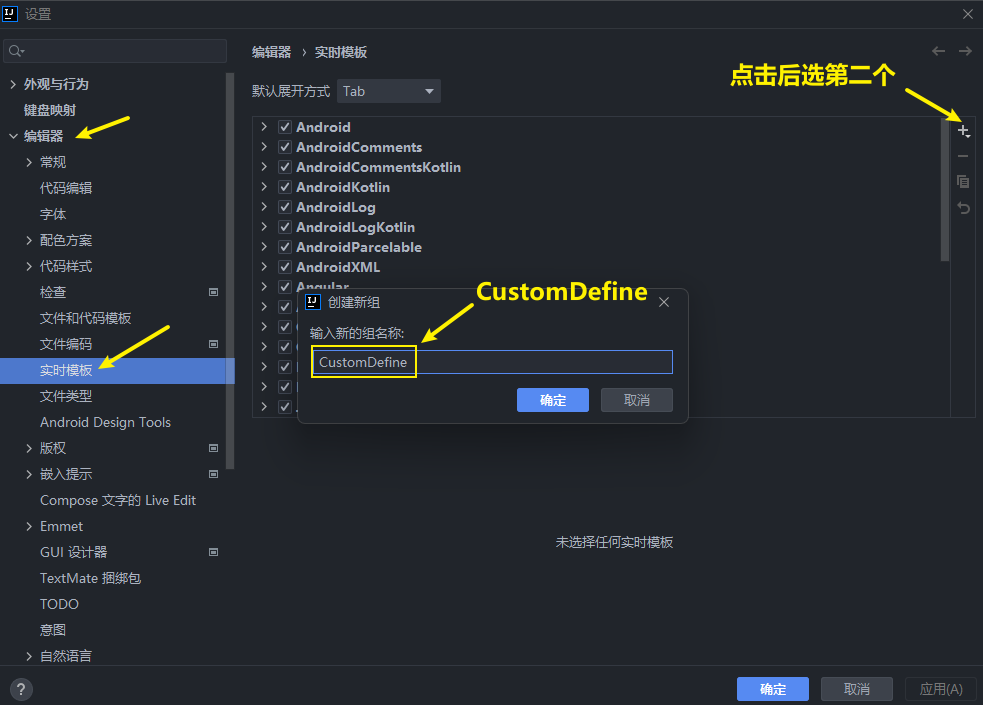 设置
编辑器 › 实时模板
点击后选第二个
默认展开方式 Tab
外观与行为
键盘映射
编辑器
常规
代码编辑
字体
配色方案
代码样式
检查
文件和代码模板
文件编码
实时模板
文件类型
Android Design Tools
版权
嵌入提示
Compose 文字的 Live Edit
Emmet
GUI 设计器
TextMate 捆绑包
TODO
意图
自然语言
Android
AndroidComments
AndroidCommentsKotlin
AndroidKotlin
AndroidLog
AndroidLogKotlin
AndroidParcelable
AndroidXML
Angular
CustomDefine
创建新组
输入新的组名称:
CustomDefine
确定 取消
未选择任何实时模板
? 确定 取消 应用(A)